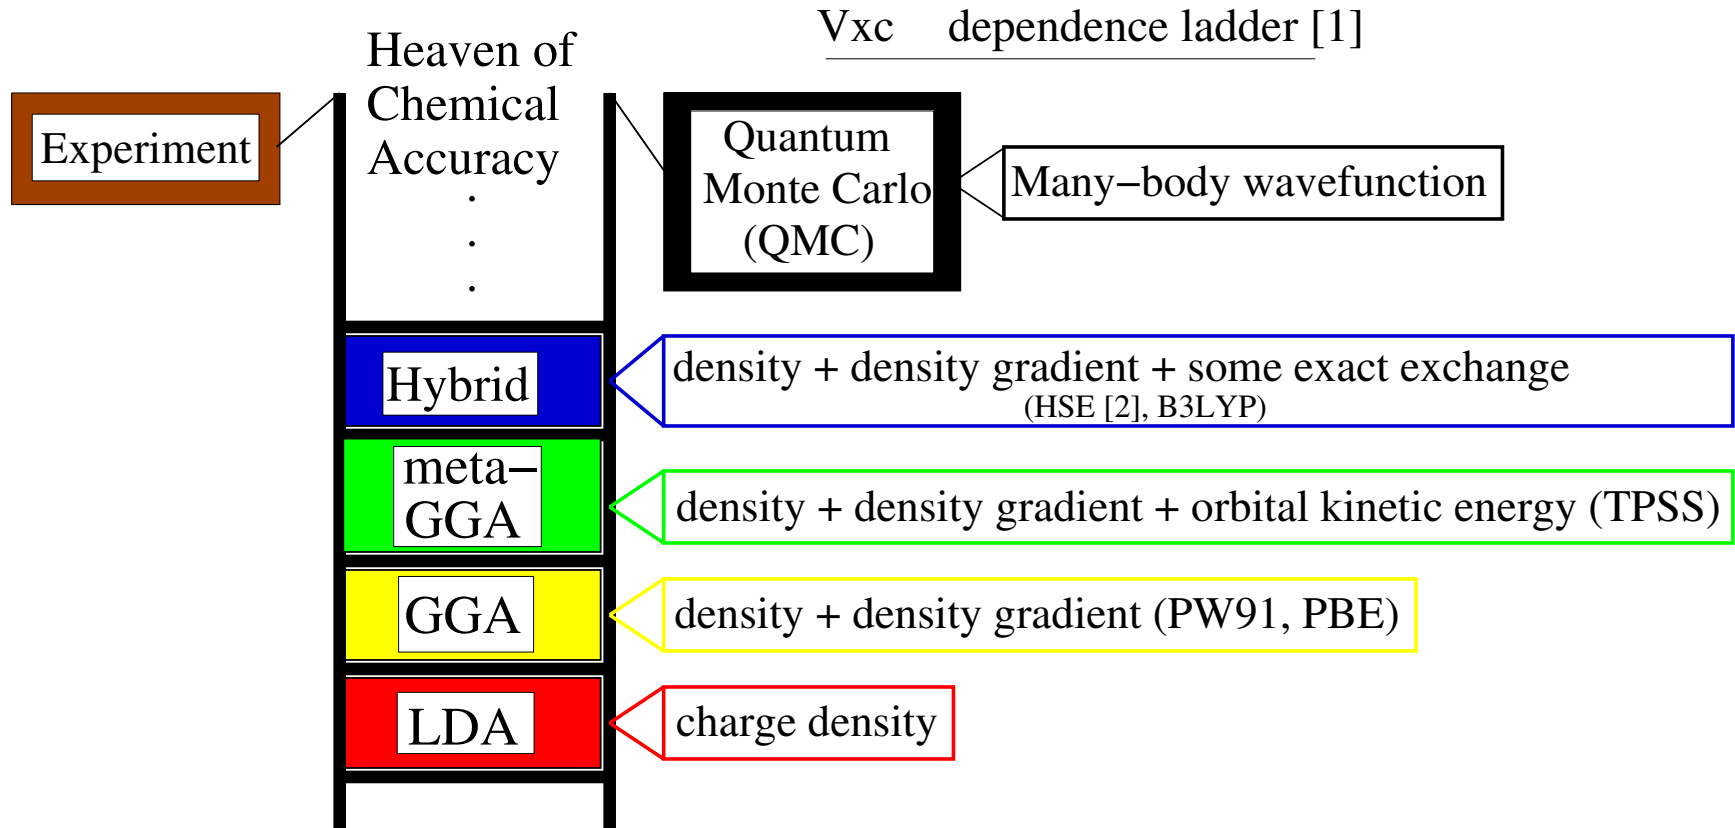 Vxc dependence ladder [1]
Heaven of
Chemical
Accuracy
.
.
.
Experiment
Quantum
Monte Carlo
(QMC)
Many−body wavefunction
Hybrid
density + density gradient + some exact exchange
(HSE [2], B3LYP)
meta−
GGA
density + density gradient + orbital kinetic energy (TPSS)
GGA
density + density gradient (PW91, PBE)
LDA
charge density